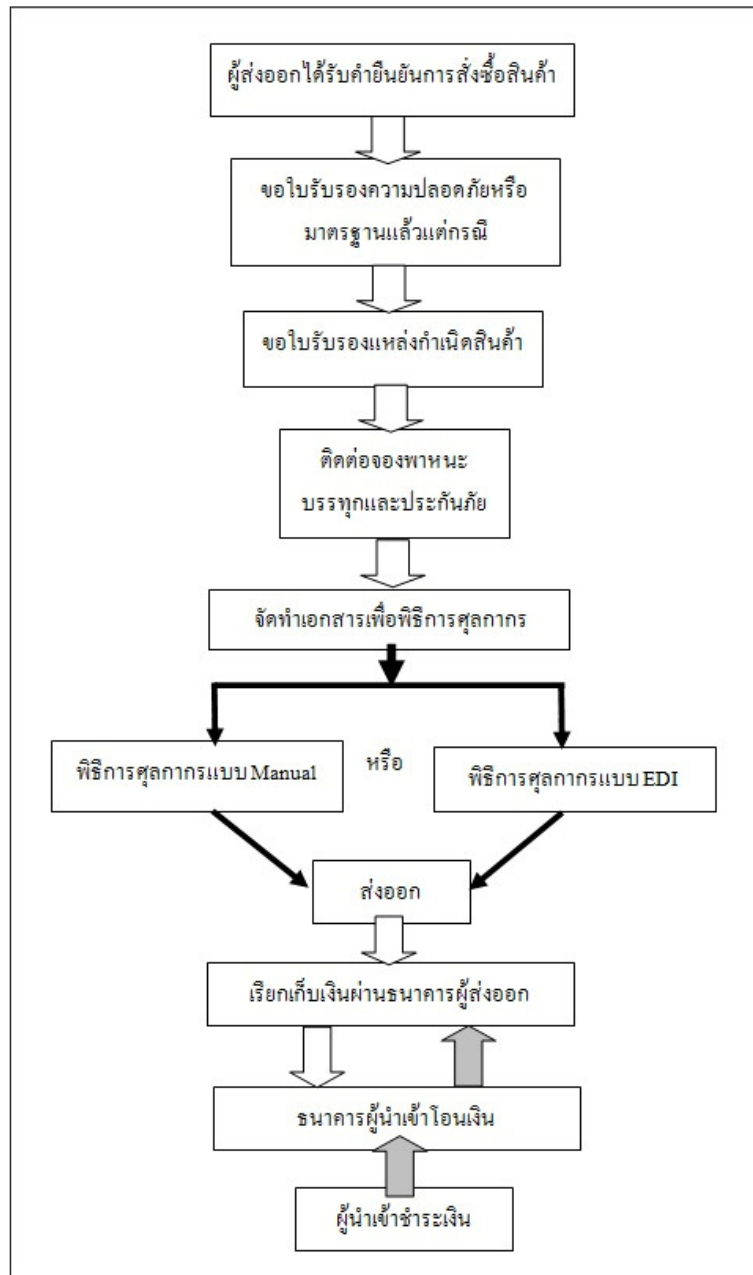 ผู้ส่งออกได้รับคำยืนยันการสั่งซื้อสินค้า
ขอใบรับรองความปลอดภัยหรือ
มาตรฐานแล้วแต่กรณี
ขอใบรับรองแหล่งกำเนิดสินค้า
ติดต่อจองพาหนะ
บรรทุกและประกันภัย
จัดทำเอกสารเพื่อพิธีการศุลกากร
พิธีการศุลกากรแบบ Manual
หรือ
พิธีการศุลกากรแบบ EDI
ส่งออก
เรียกเก็บเงินผ่านธนาคารผู้ส่งออก
ธนาคารผู้นำเข้าโอนเงิน
ผู้นำเข้าชำระเงิน